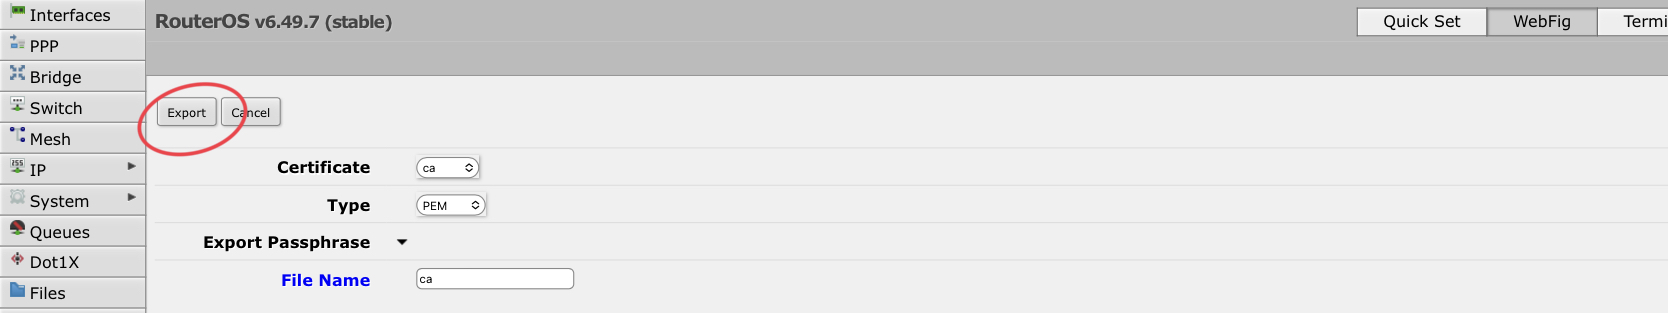 Interfaces
PPP
Bridge
Switch
Mesh
IP
System
Queues
Dot1X
Files
RouterOS v6.49.7 (stable)
Quick Set
WebFig
Termi
Export
Cancel
Certificate
ca
Type
PEM
Export Passphrase
File Name
ca